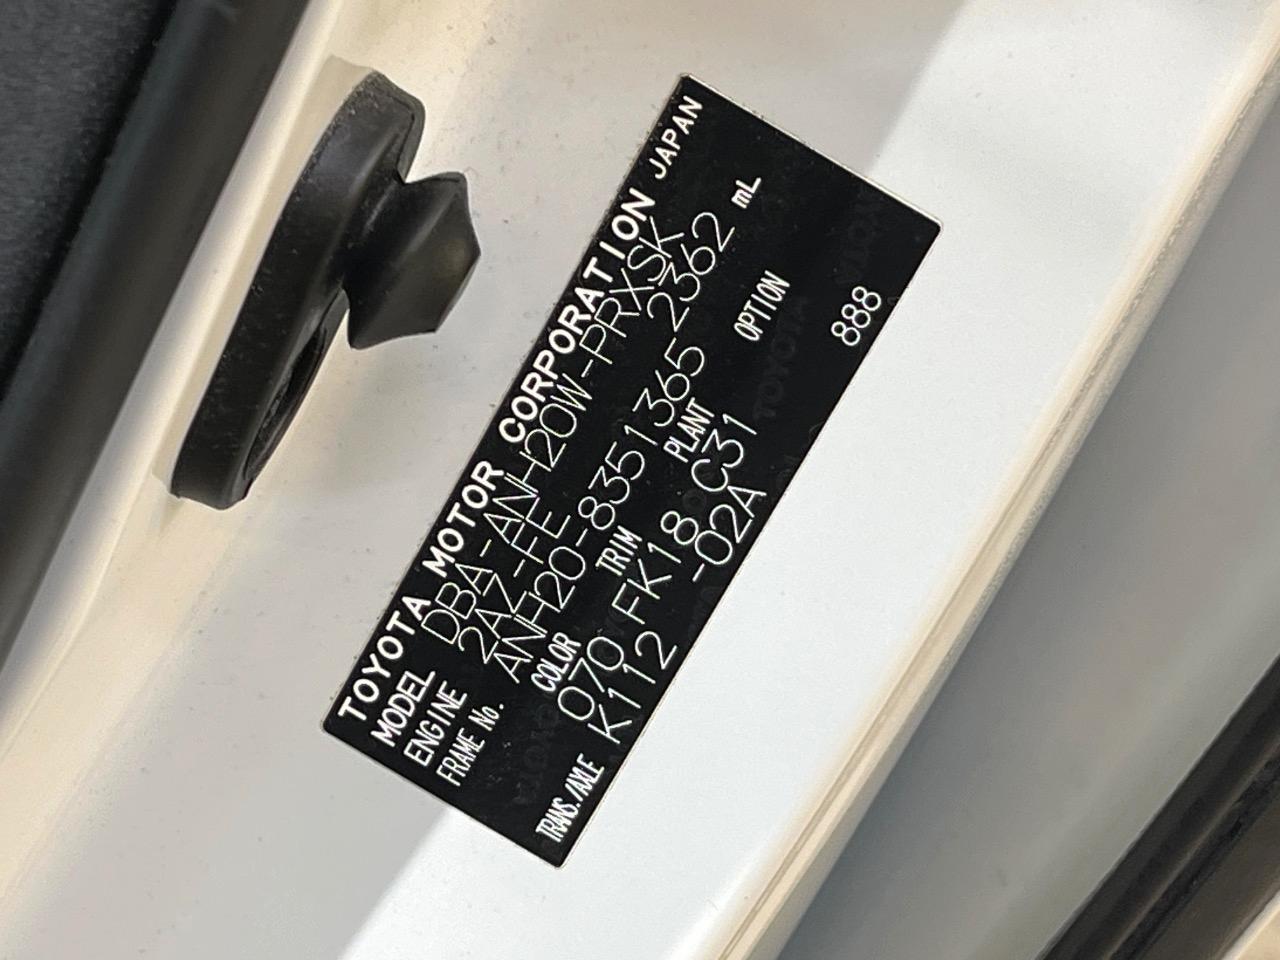 TOYOTA MOTOR CORPORATION JAPAN
MODEL DBA-ANH20W-PRXSK
ENGINE 2AZ-FE 2362 mL
FRAME No. ANH20-8351365
COLOR TRIM PLANT OPTION
070 FK18 C31
TRANS./AXLE K112 -02A 888